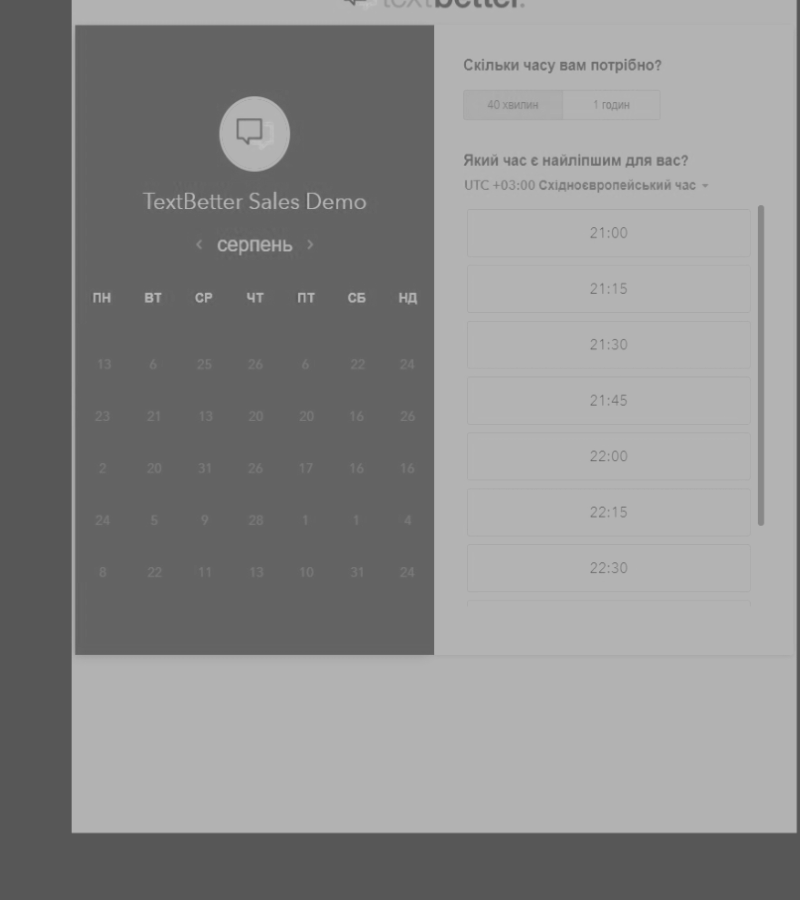 textbetter.
TextBetter Sales Demo
‹ серпень ›
ПН ВТ СР ЧТ ПТ СБ НД
13 6 25 26 6 22 24
23 21 13 20 20 16 26
2 20 31 26 17 16 16
24 5 9 28 1 1 4
8 22 11 13 10 31 24
Скільки часу вам потрібно?
40 хвилин 1 годин
Який час є найліпшим для вас?
UTC +03:00 Східноєвропейський час
21:00
21:15
21:30
21:45
22:00
22:15
22:30